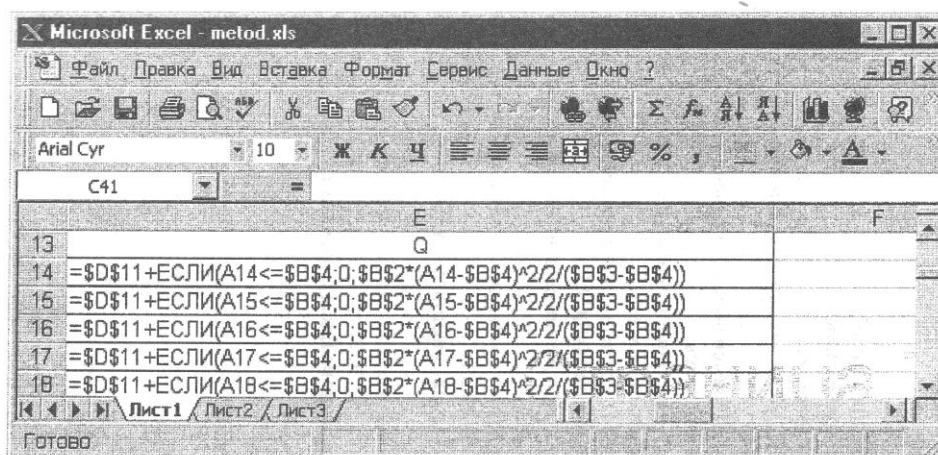 Microsoft Excel - metod.xls
Файл Правка Вид Вставка Формат Сервис Данные Окно ?
Arial Cyr 10 Ж К Ч % ,
C41 =
E F
13 Q
14 =$D$11+ЕСЛИ(A14<=$B$4;0;$B$2*(A14-$B$4)^2/2/($B$3-$B$4))
15 =$D$11+ЕСЛИ(A15<=$B$4;0;$B$2*(A15-$B$4)^2/2/($B$3-$B$4))
16 =$D$11+ЕСЛИ(A16<=$B$4;0;$B$2*(A16-$B$4)^2/2/($B$3-$B$4))
17 =$D$11+ЕСЛИ(A17<=$B$4;0;$B$2*(A17-$B$4)^2/2/($B$3-$B$4))
18 =$D$11+ЕСЛИ(A18<=$B$4;0;$B$2*(A18-$B$4)^2/2/($B$3-$B$4))
Лист1 Лист2 Лист3
Готово